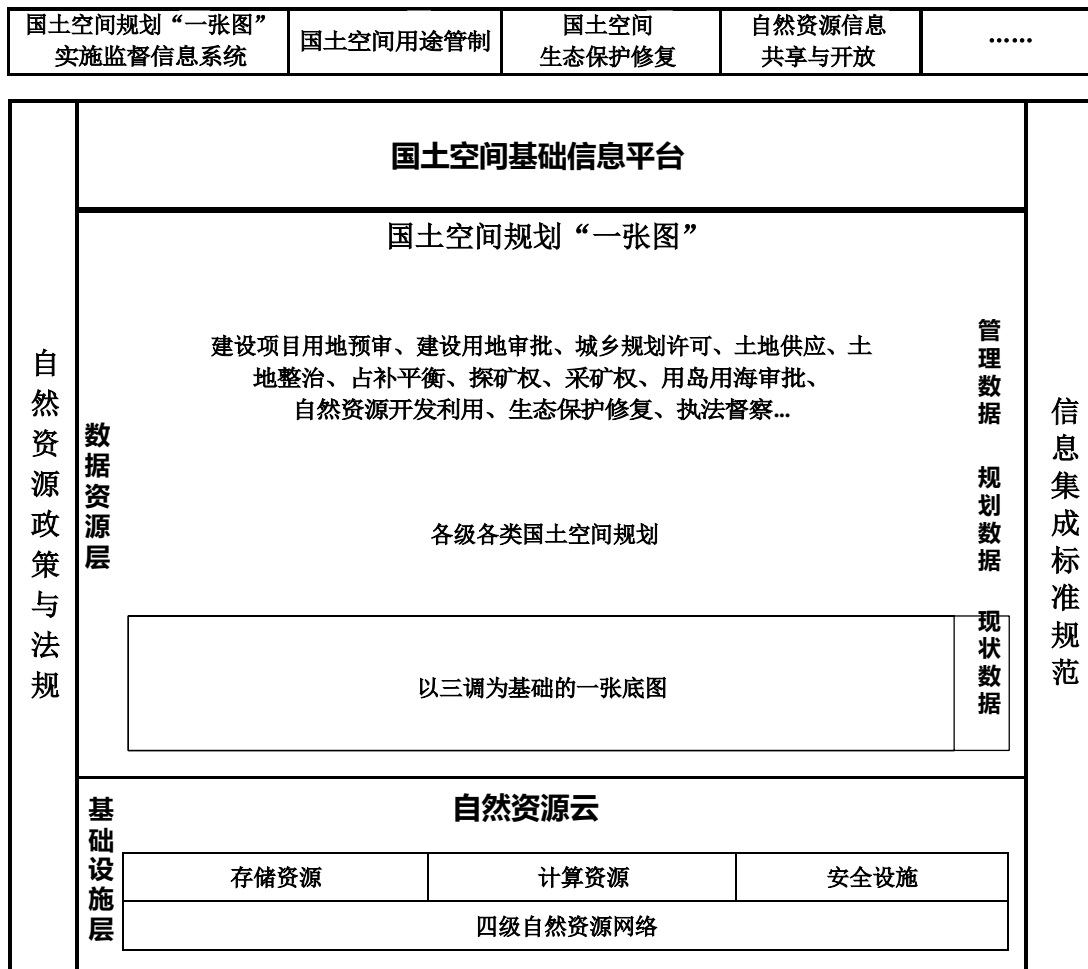 国土空间规划“一张图”
实施监督信息系统
国土空间用途管制
国土空间
生态保护修复
自然资源信息
共享与开放
……
国土空间基础信息平台
自然资源政策与法规
数据资源层
国土空间规划“一张图”
建设项目用地预审、建设用地审批、城乡规划许可、土地供应、土
地整治、占补平衡、探矿权、采矿权、用岛用海审批、
自然资源开发利用、生态保护修复、执法督察...
管理数据
各级各类国土空间规划
规划数据
以三调为基础的一张底图
现状数据
信息集成标准规范
基础设施层
自然资源云
存储资源
计算资源
安全设施
四级自然资源网络